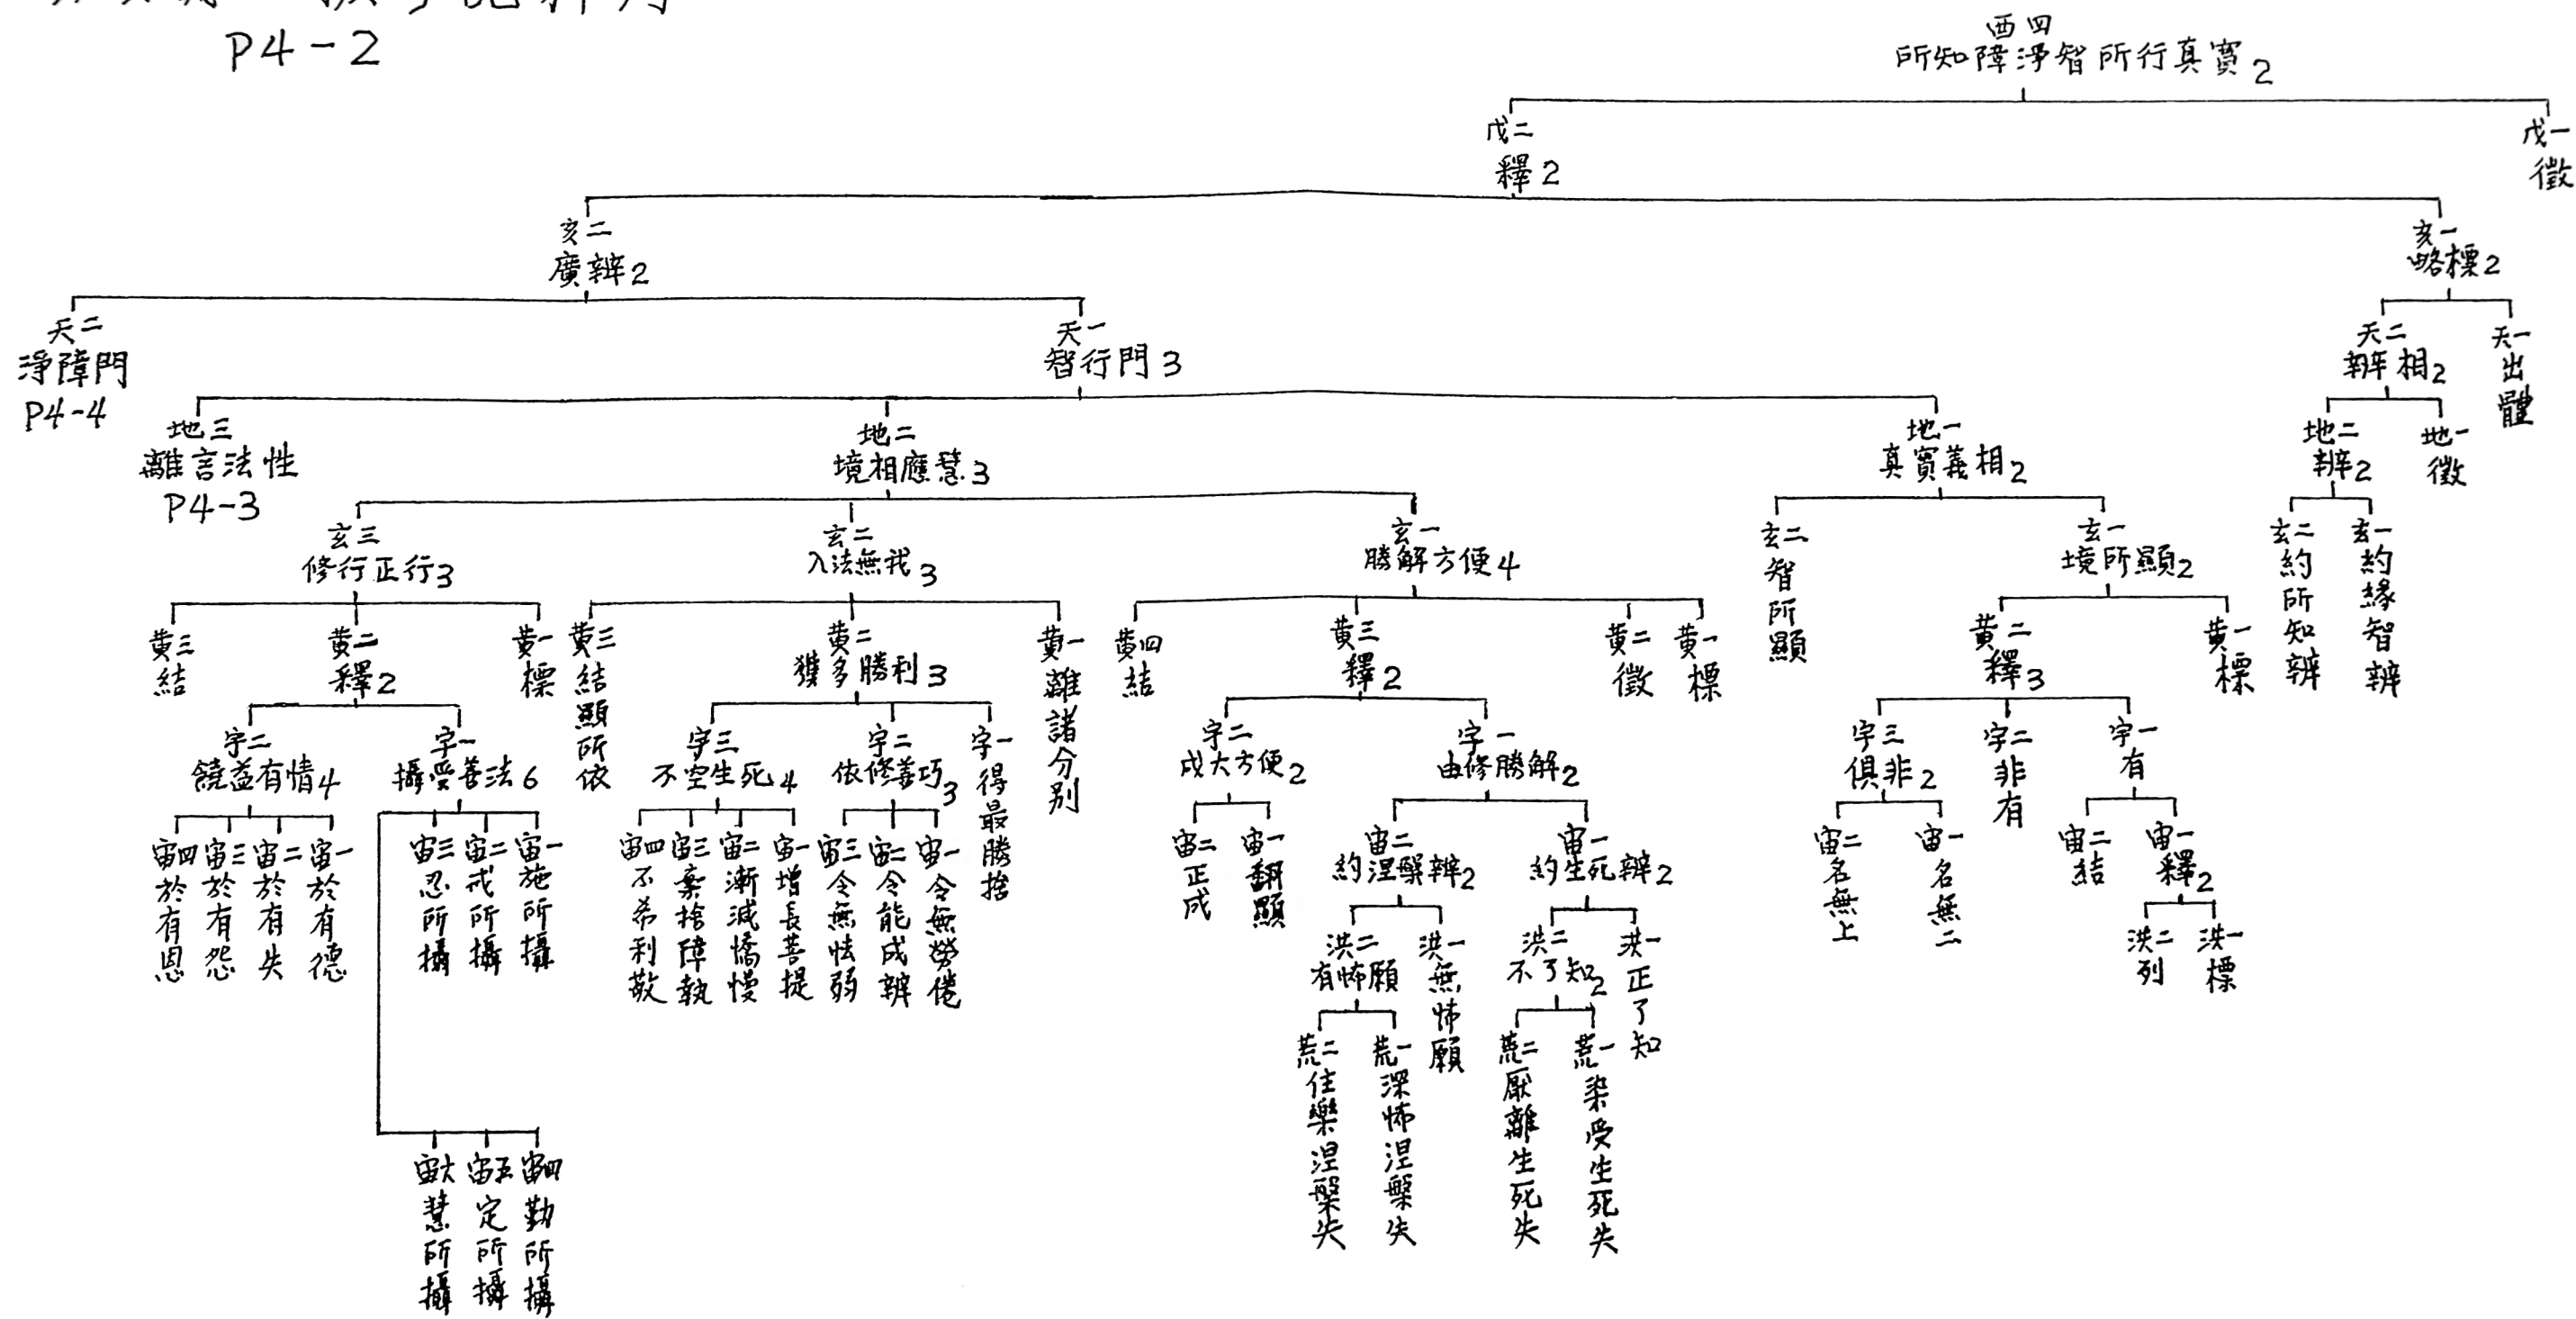 P4-2
酉四
所知障淨智所行真實2
戌一
徵
戌二
釋2
亥一
略標2
亥二
廣辨2
天一
出體
天二
辨相2
天一
智行門3
天二
淨障門
P4-4
地一
徵
地二
辨2
地一
真實義相2
地二
境相應慧3
地三
離言法性
P4-3
玄一
約緣智辨
玄二
約所知辨
玄一
境所顯2
玄二
智所顯
玄一
勝解方便4
玄二
入法無我3
玄三
修行正行3
黃一
標
黃二
釋3
黃一
標
黃二
徵
黃三
釋2
黃四
結
黃一
離諸分別
黃二
獲多勝利3
黃三
結顯所依
黃一
標
黃二
釋2
黃三
結
宇一
有2
宇二
非有
宇三
俱非2
宇一
由修勝解2
宇二
成大方便2
宇一
得最勝捨
宇二
依修善巧3
宇三
不空生死4
宇一
攝受善法6
宇二
饒益有情4
宙一
釋2
宙二
結
宙一
名無二
宙二
名無上
宙一
約生死辨2
宙二
約涅槃辨2
宙一
翻顯
宙二
正成
宙一
令無勞倦
宙二
令能成辨
宙三
令無怯弱
宙一
增長菩提
宙二
漸減憍慢
宙三
棄捨障執
宙四
不希利敬
宙一
施所攝
宙二
戒所攝
宙三
忍所攝
宙一
於有德
宙二
於有失
宙三
於有怨
宙四
於有恩
洪一
標
洪二
列
洪一
正了知
洪二
不了知2
洪一
無怖願
洪二
有怖願
荒一
染受生死失
荒二
厭離生死失
荒一
深怖涅槃失
荒二
住樂涅槃失
宙四
勤所攝
宙五
定所攝
宙六
慧所攝